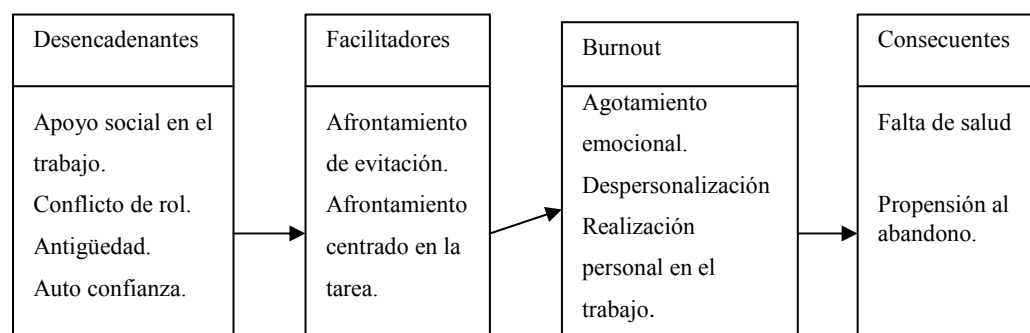 Desencadenantes
Apoyo social en el
trabajo.
Conflicto de rol.
Antigüedad.
Auto confianza.
Facilitadores
Afrontamiento
de evitación.
Afrontamiento
centrado en la
tarea.
Burnout
Agotamiento
emocional.
Despersonalización
Realización
personal en el
trabajo.
Consecuentes
Falta de salud
Propensión al
abandono.